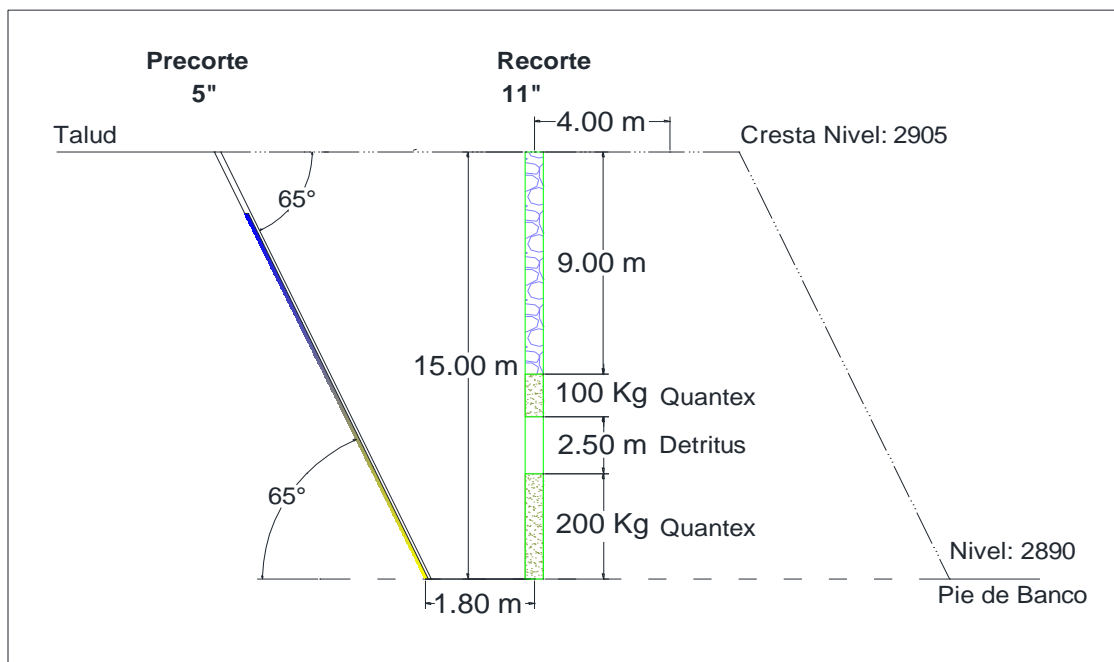 Precorte
5"
Recorte
11"
4.00 m
Talud
Cresta Nivel: 2905
65°
9.00 m
15.00 m
100 Kg Quantex
2.50 m Detritus
65°
200 Kg Quantex
Nivel: 2890
1.80 m
Pie de Banco